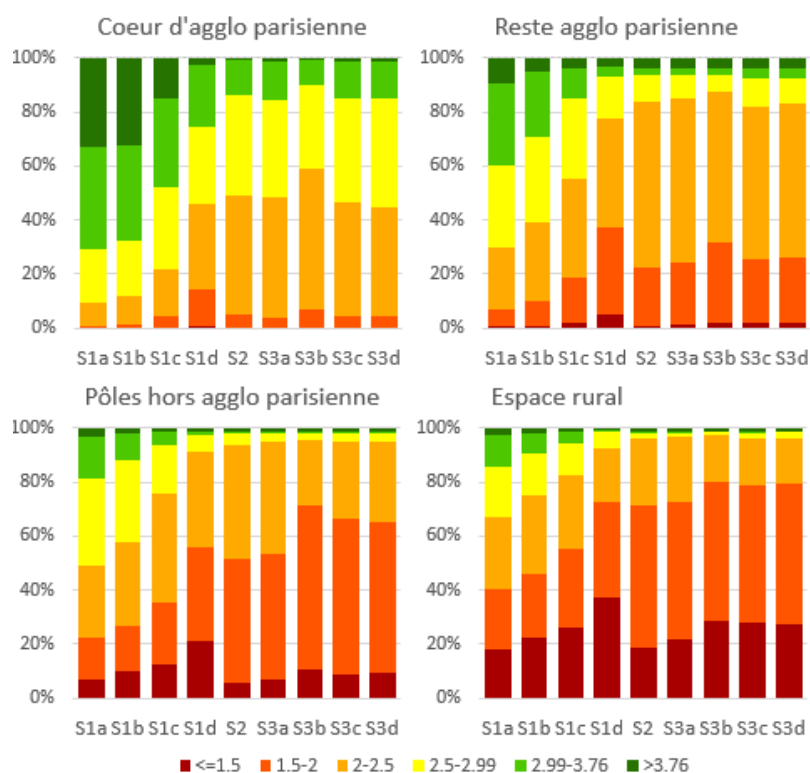 Coeur d'agglo parisienne
100%
80%
60%
40%
20%
0%
S1a S1b S1c S1d S2 S3a S3b S3c S3d
Reste agglo parisienne
100%
80%
60%
40%
20%
0%
S1a S1b S1c S1d S2 S3a S3b S3c S3d
Pôles hors agglo parisienne
100%
80%
60%
40%
20%
0%
S1a S1b S1c S1d S2 S3a S3b S3c S3d
Espace rural
100%
80%
60%
40%
20%
0%
S1a S1b S1c S1d S2 S3a S3b S3c S3d
<=1.5 1.5-2 2-2.5 2.5-2.99 2.99-3.76 >3.76